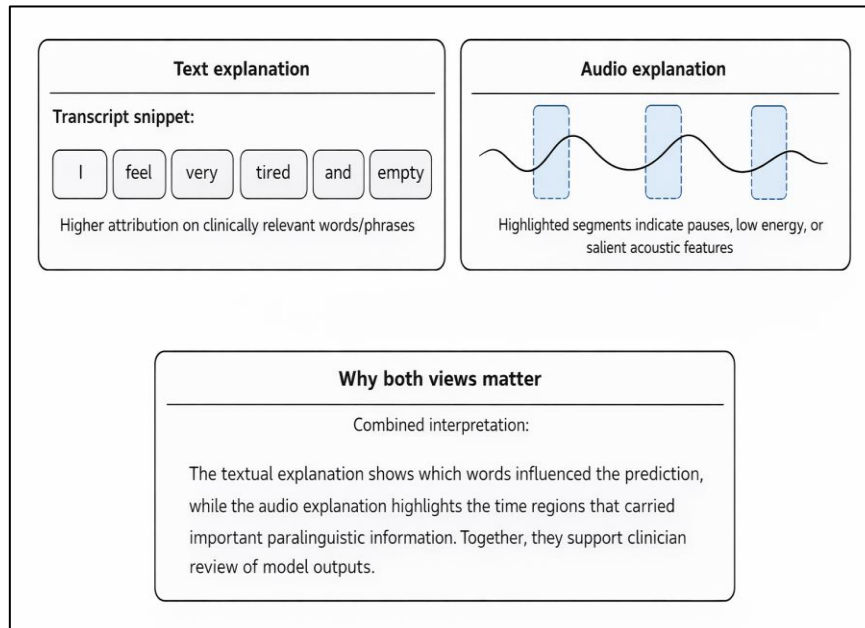 Text explanation
Transcript snippet:
I feel very tired and empty
Higher attribution on clinically relevant words/phrases
Audio explanation
Highlighted segments indicate pauses, low energy, or
salient acoustic features
Why both views matter
Combined interpretation:
The textual explanation shows which words influenced the prediction,
while the audio explanation highlights the time regions that carried
important paralinguistic information. Together, they support clinician
review of model outputs.